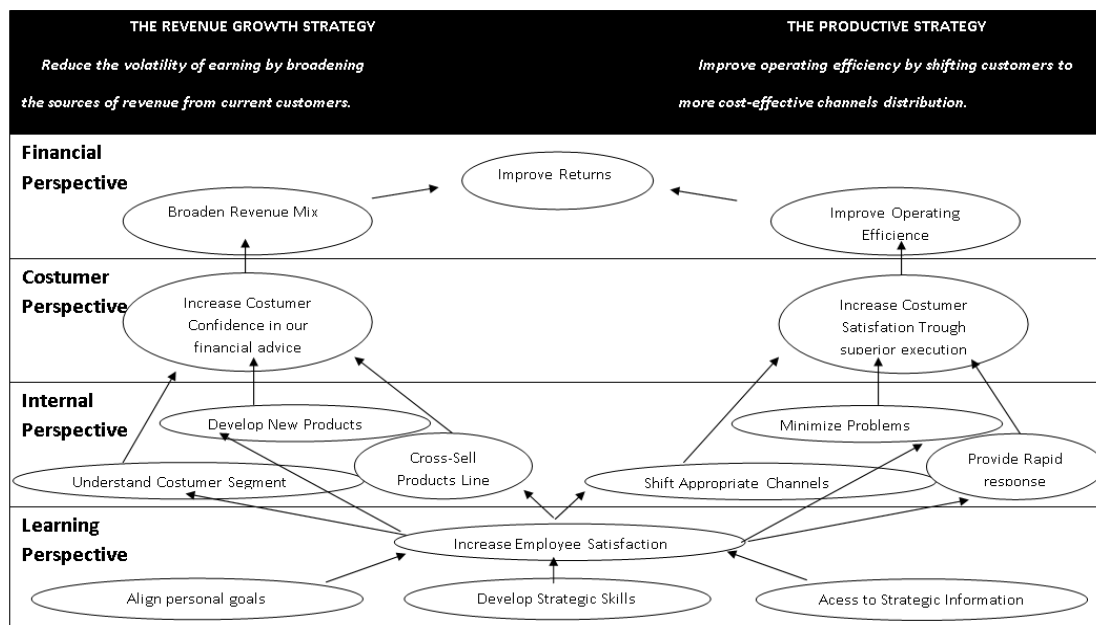 THE REVENUE GROWTH STRATEGY
Reduce the volatility of earning by broadening
the sources of revenue from current customers.
THE PRODUCTIVE STRATEGY
Improve operating efficiency by shifting customers to
more cost-effective channels distribution.
Financial
Perspective
Improve Returns
Broaden Revenue Mix
Improve Operating
Efficience
Costumer
Perspective
Increase Costumer
Confidence in our
financial advice
Increase Costumer
Satisfation Trough
superior execution
Internal
Perspective
Develop New Products
Minimize Problems
Cross-Sell
Products Line
Provide Rapid
response
Understand Costumer Segment
Shift Appropriate Channels
Learning
Perspective
Increase Employee Satisfaction
Align personal goals
Develop Strategic Skills
Acess to Strategic Information